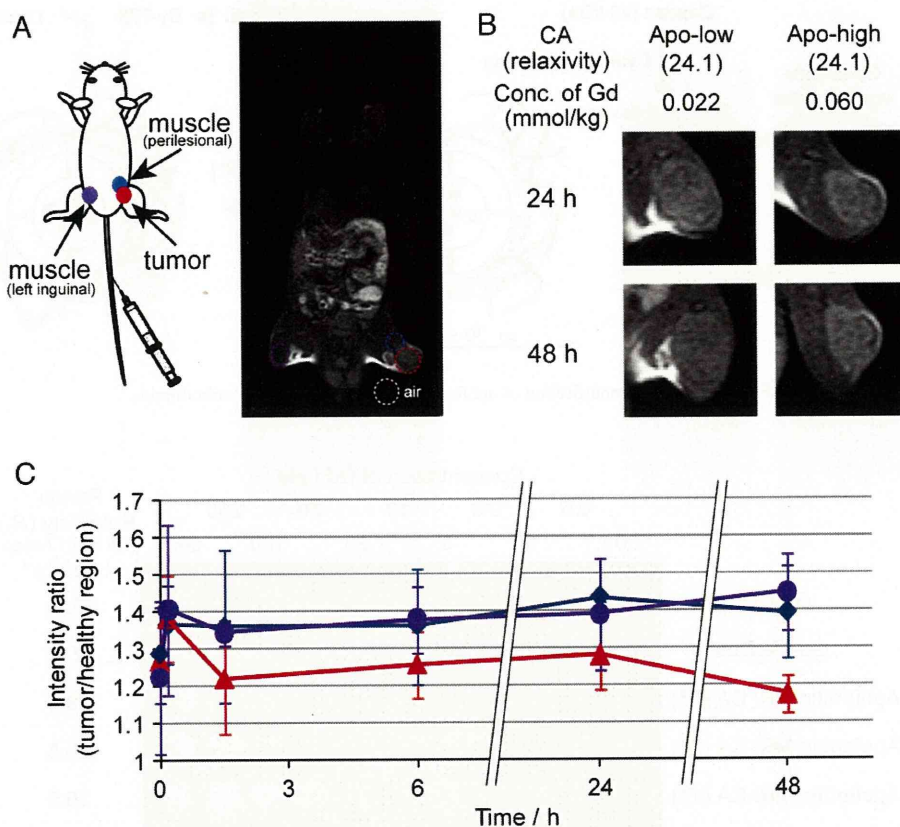 A
muscle
(perilesional)
tumor
muscle
(left inguinal)
air
B
CA
(relaxivity)
Apo-low
(24.1)
Apo-high
(24.1)
Conc. of Gd
(mmol/kg)
0.022
0.060
24 h
48 h
C
Intensity ratio
(tumor/healthy region)
1.7
1.6
1.5
1.4
1.3
1.2
1.1
1
0
3
6
24
48
Time / h